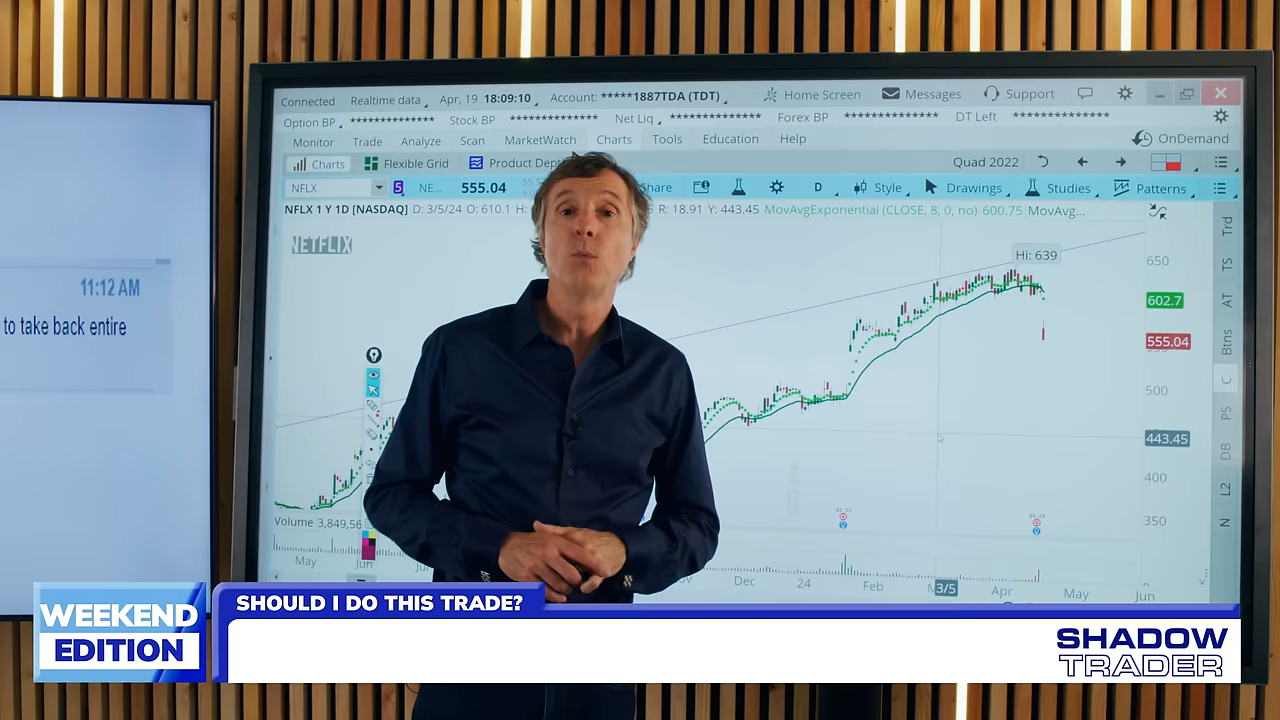 Connected Realtime data Apr, 19 18:09:10 Account: *****1887TDA (TDT) Home Screen Messages Support
Option BP ************** Stock BP ************** Net Liq ************** Forex BP ************** DT Left **************
Monitor Trade Analyze Scan MarketWatch Charts Tools Education Help OnDemand
Charts Flexible Grid Product Dep Quad 2022
NFLX 5 NE... 555.04 Share D Style Drawings Studies Patterns
NFLX 1 Y 1D [NASDAQ] D: 3/5/24 O: 610.1 H: R: 18.91 Y: 443.45 MovAvgExponential (CLOSE, 8, 0, no) 600.75 MovAvg...
NETFLIX
Hi: 639
650
602.7
555.04
500
443.45
400
350
Trd
TS
AT
Btns
C
PS
DB
L2
N
11:12 AM
to take back entire
Volume 3,849,56
May Jun Dec 24 Feb 3/5 Apr May Jun
WEEKEND
EDITION
SHOULD I DO THIS TRADE?
SHADOW
TRADER